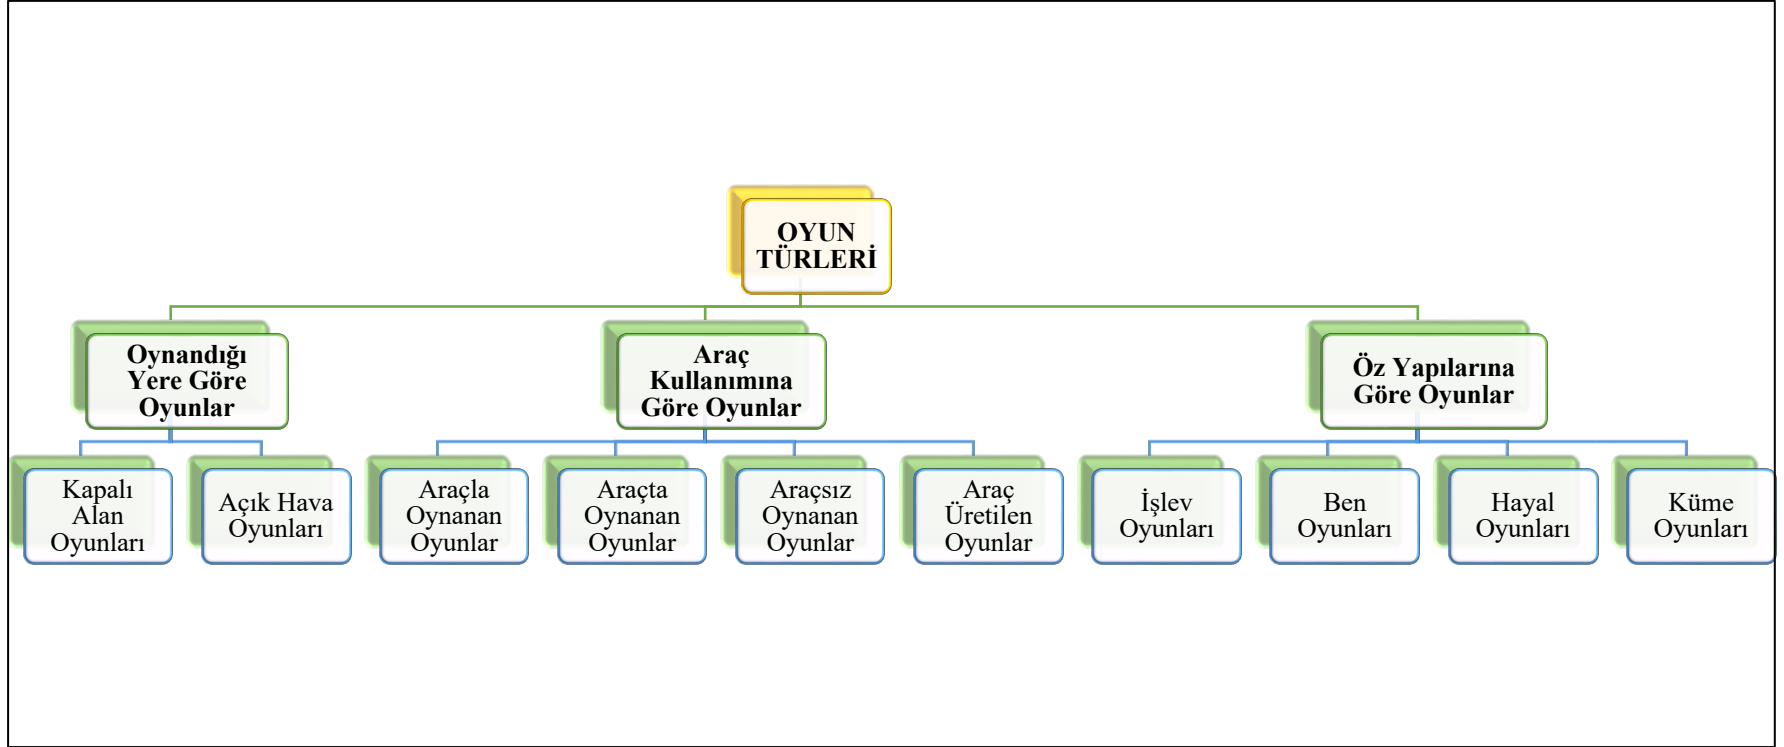 OYUN
TÜRLERİ
Oynandığı
Yere Göre
Oyunlar
Araç
Kullanımına
Göre Oyunlar
Öz Yapılarına
Göre Oyunlar
Kapalı
Alan
Oyunları
Açık Hava
Oyunları
Araçla
Oynanan
Oyunlar
Araçta
Oynanan
Oyunlar
Araçsız
Oynanan
Oyunlar
Araç
Üretilen
Oyunlar
İşlev
Oyunları
Ben
Oyunları
Hayal
Oyunları
Küme
Oyunları